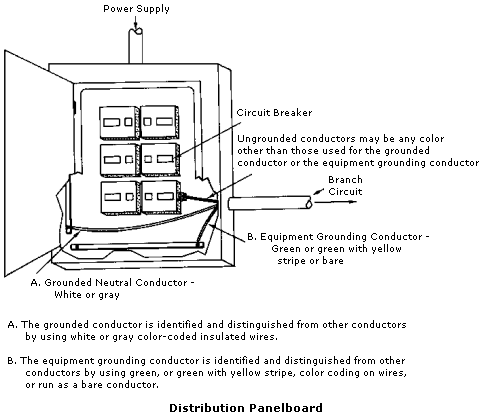 Power Supply
Circuit Breaker
Ungrounded conductors may be any color
other than those used for the grounded
conductor or the equipment grounding conductor
Branch
Circuit
B. Equipment Grounding Conductor -
Green or green with yellow
stripe or bare
A. Grounded Neutral Conductor -
White or gray
A. The grounded conductor is identified and distinguished from other conductors
by using white or gray color-coded insulated wires.
B. The equipment grounding conductor is identified and distinguished from other
conductors by using green, or green with yellow stripe, color coding on wires,
or run as a bare conductor.
Distribution Panelboard